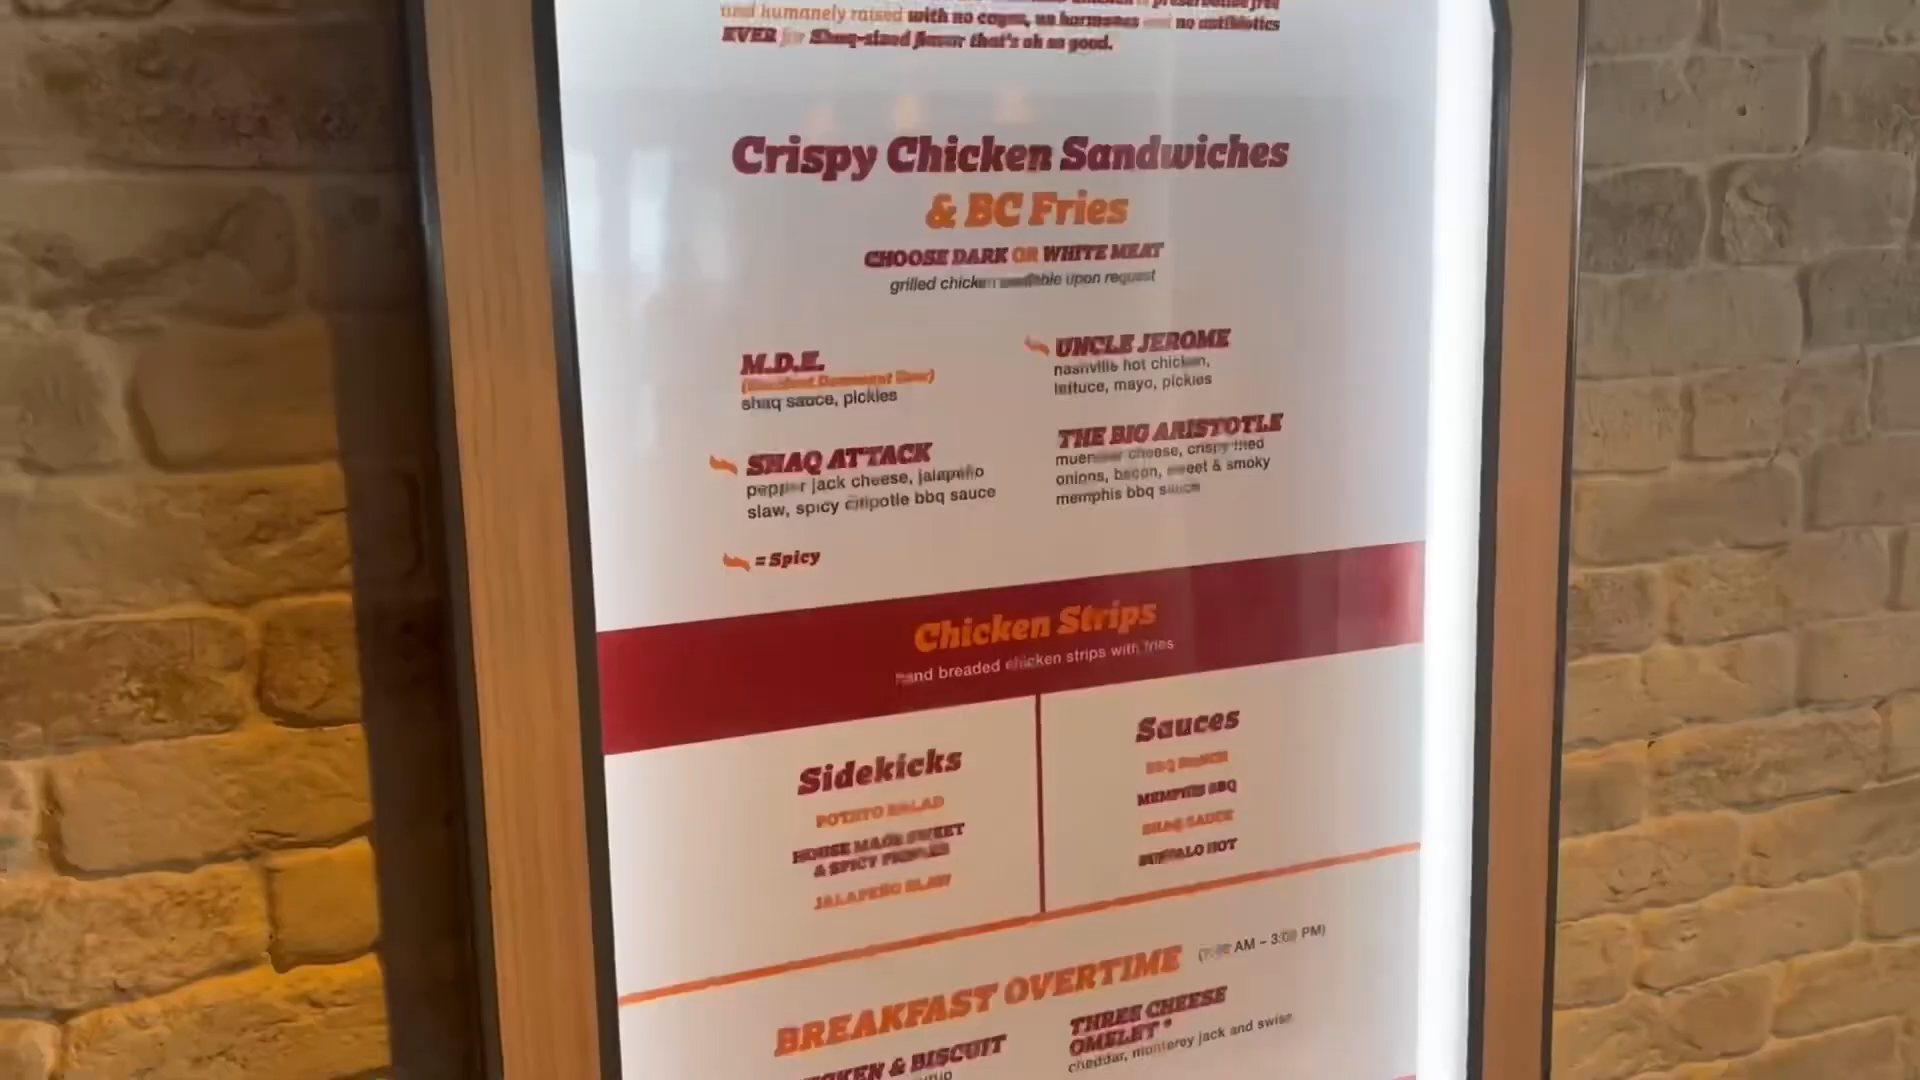 and humanely raised with no cages, no hormones and no antibiotics
EVER for Shaq-sized flavor that's oh so good.
Crispy Chicken Sandwiches
& BC Fries
CHOOSE DARK OR WHITE MEAT
grilled chicken available upon request
M.D.E.
shaq sauce, pickles
SHAQ ATTACK
pepper jack cheese, jalapeño
slaw, spicy chipotle bbq sauce
= Spicy
UNCLE JEROME
nashville hot chicken,
lettuce, mayo, pickles
THE BIG ARISTOTLE
muenster cheese, crispy fried
onions, bacon, sweet & smoky
memphis bbq sauce
Chicken Strips
hand breaded chicken strips with fries
Sidekicks
POTATO SALAD
HOUSE MADE SWEET
& SPICY PICKLES
JALAPEÑO SLAW
Sauces
BBQ RANCH
MEMPHIS BBQ
SHAQ SAUCE
BUFFALO HOT
BREAKFAST OVERTIME
AM – 3:00 PM)
& BISCUIT
THREE CHEESE
OMELET *
cheddar, monterey jack and swiss